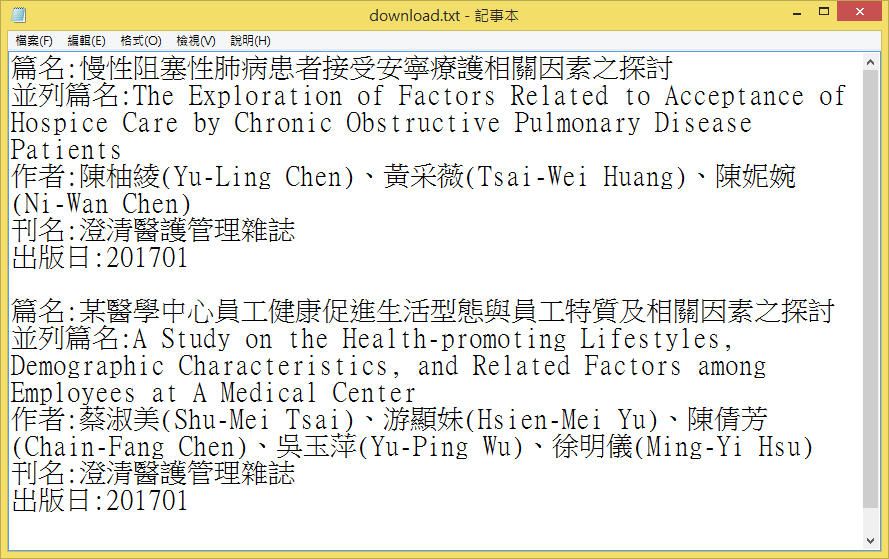 download.txt - 記事本
檔案(F) 編輯(E) 格式(O) 檢視(V) 說明(H)
篇名:慢性阻塞性肺病患者接受安寧療護相關因素之探討
並列篇名:The Exploration of Factors Related to Acceptance of
Hospice Care by Chronic Obstructive Pulmonary Disease
Patients
作者:陳柚綾(Yu-Ling Chen)、黃采薇(Tsai-Wei Huang)、陳妮婉
(Ni-Wan Chen)
刊名:澄清醫護管理雜誌
出版日:201701
篇名:某醫學中心員工健康促進生活型態與員工特質及相關因素之探討
並列篇名:A Study on the Health-promoting Lifestyles,
Demographic Characteristics, and Related Factors among
Employees at A Medical Center
作者:蔡淑美(Shu-Mei Tsai)、游顯妹(Hsien-Mei Yu)、陳倩芳
(Chain-Fang Chen)、吳玉萍(Yu-Ping Wu)、徐明儀(Ming-Yi Hsu)
刊名:澄清醫護管理雜誌
出版日:201701